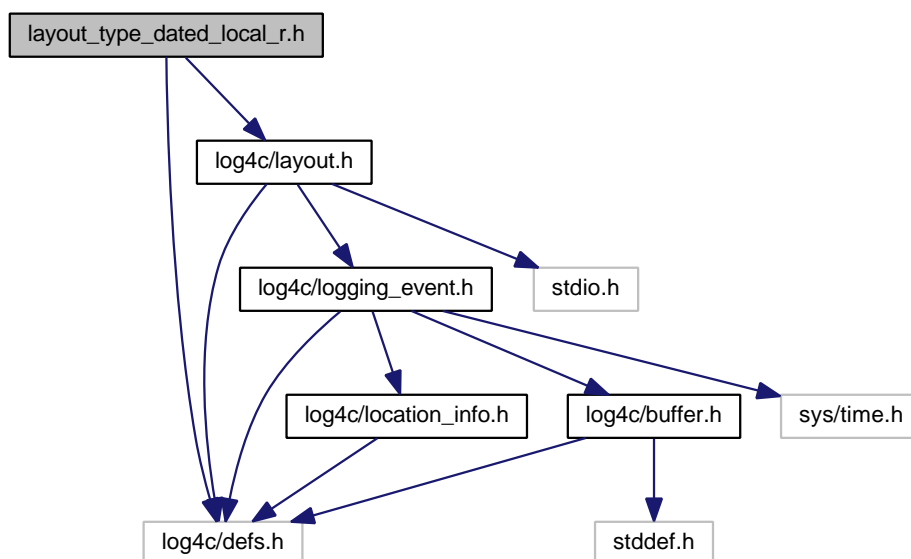 layout_type_dated_local_r.h
log4c/layout.h
log4c/logging_event.h
stdio.h
log4c/location_info.h
log4c/buffer.h
sys/time.h
log4c/defs.h
stddef.h